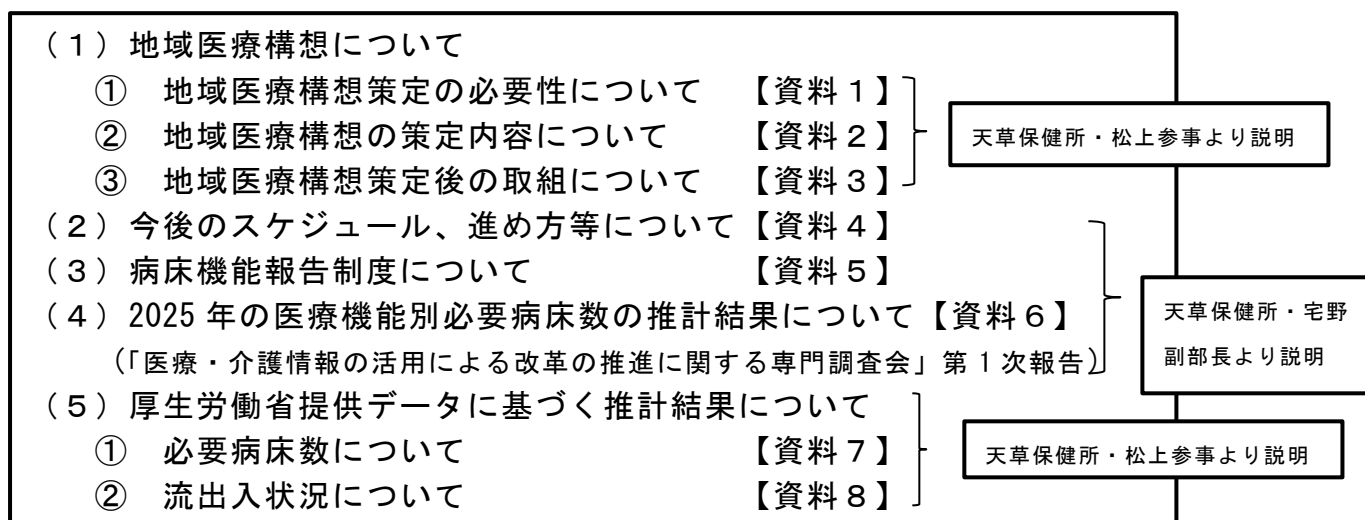 （１）地域医療構想について
①　地域医療構想策定の必要性について　【資料１】
②　地域医療構想の策定内容について　【資料２】
③　地域医療構想策定後の取組について　【資料３】
天草保健所・松上参事より説明
（２）今後のスケジュール、進め方等について【資料４】
（３）病床機能報告制度について　【資料５】
（４）2025 年の医療機能別必要病床数の推計結果について【資料６】
（「医療・介護情報の活用による改革の推進に関する専門調査会」第１次報告）
天草保健所・宅野
副部長より説明
（５）厚生労働省提供データに基づく推計結果について
①　必要病床数について　【資料７】
②　流出入状況について　【資料８】
天草保健所・松上参事より説明